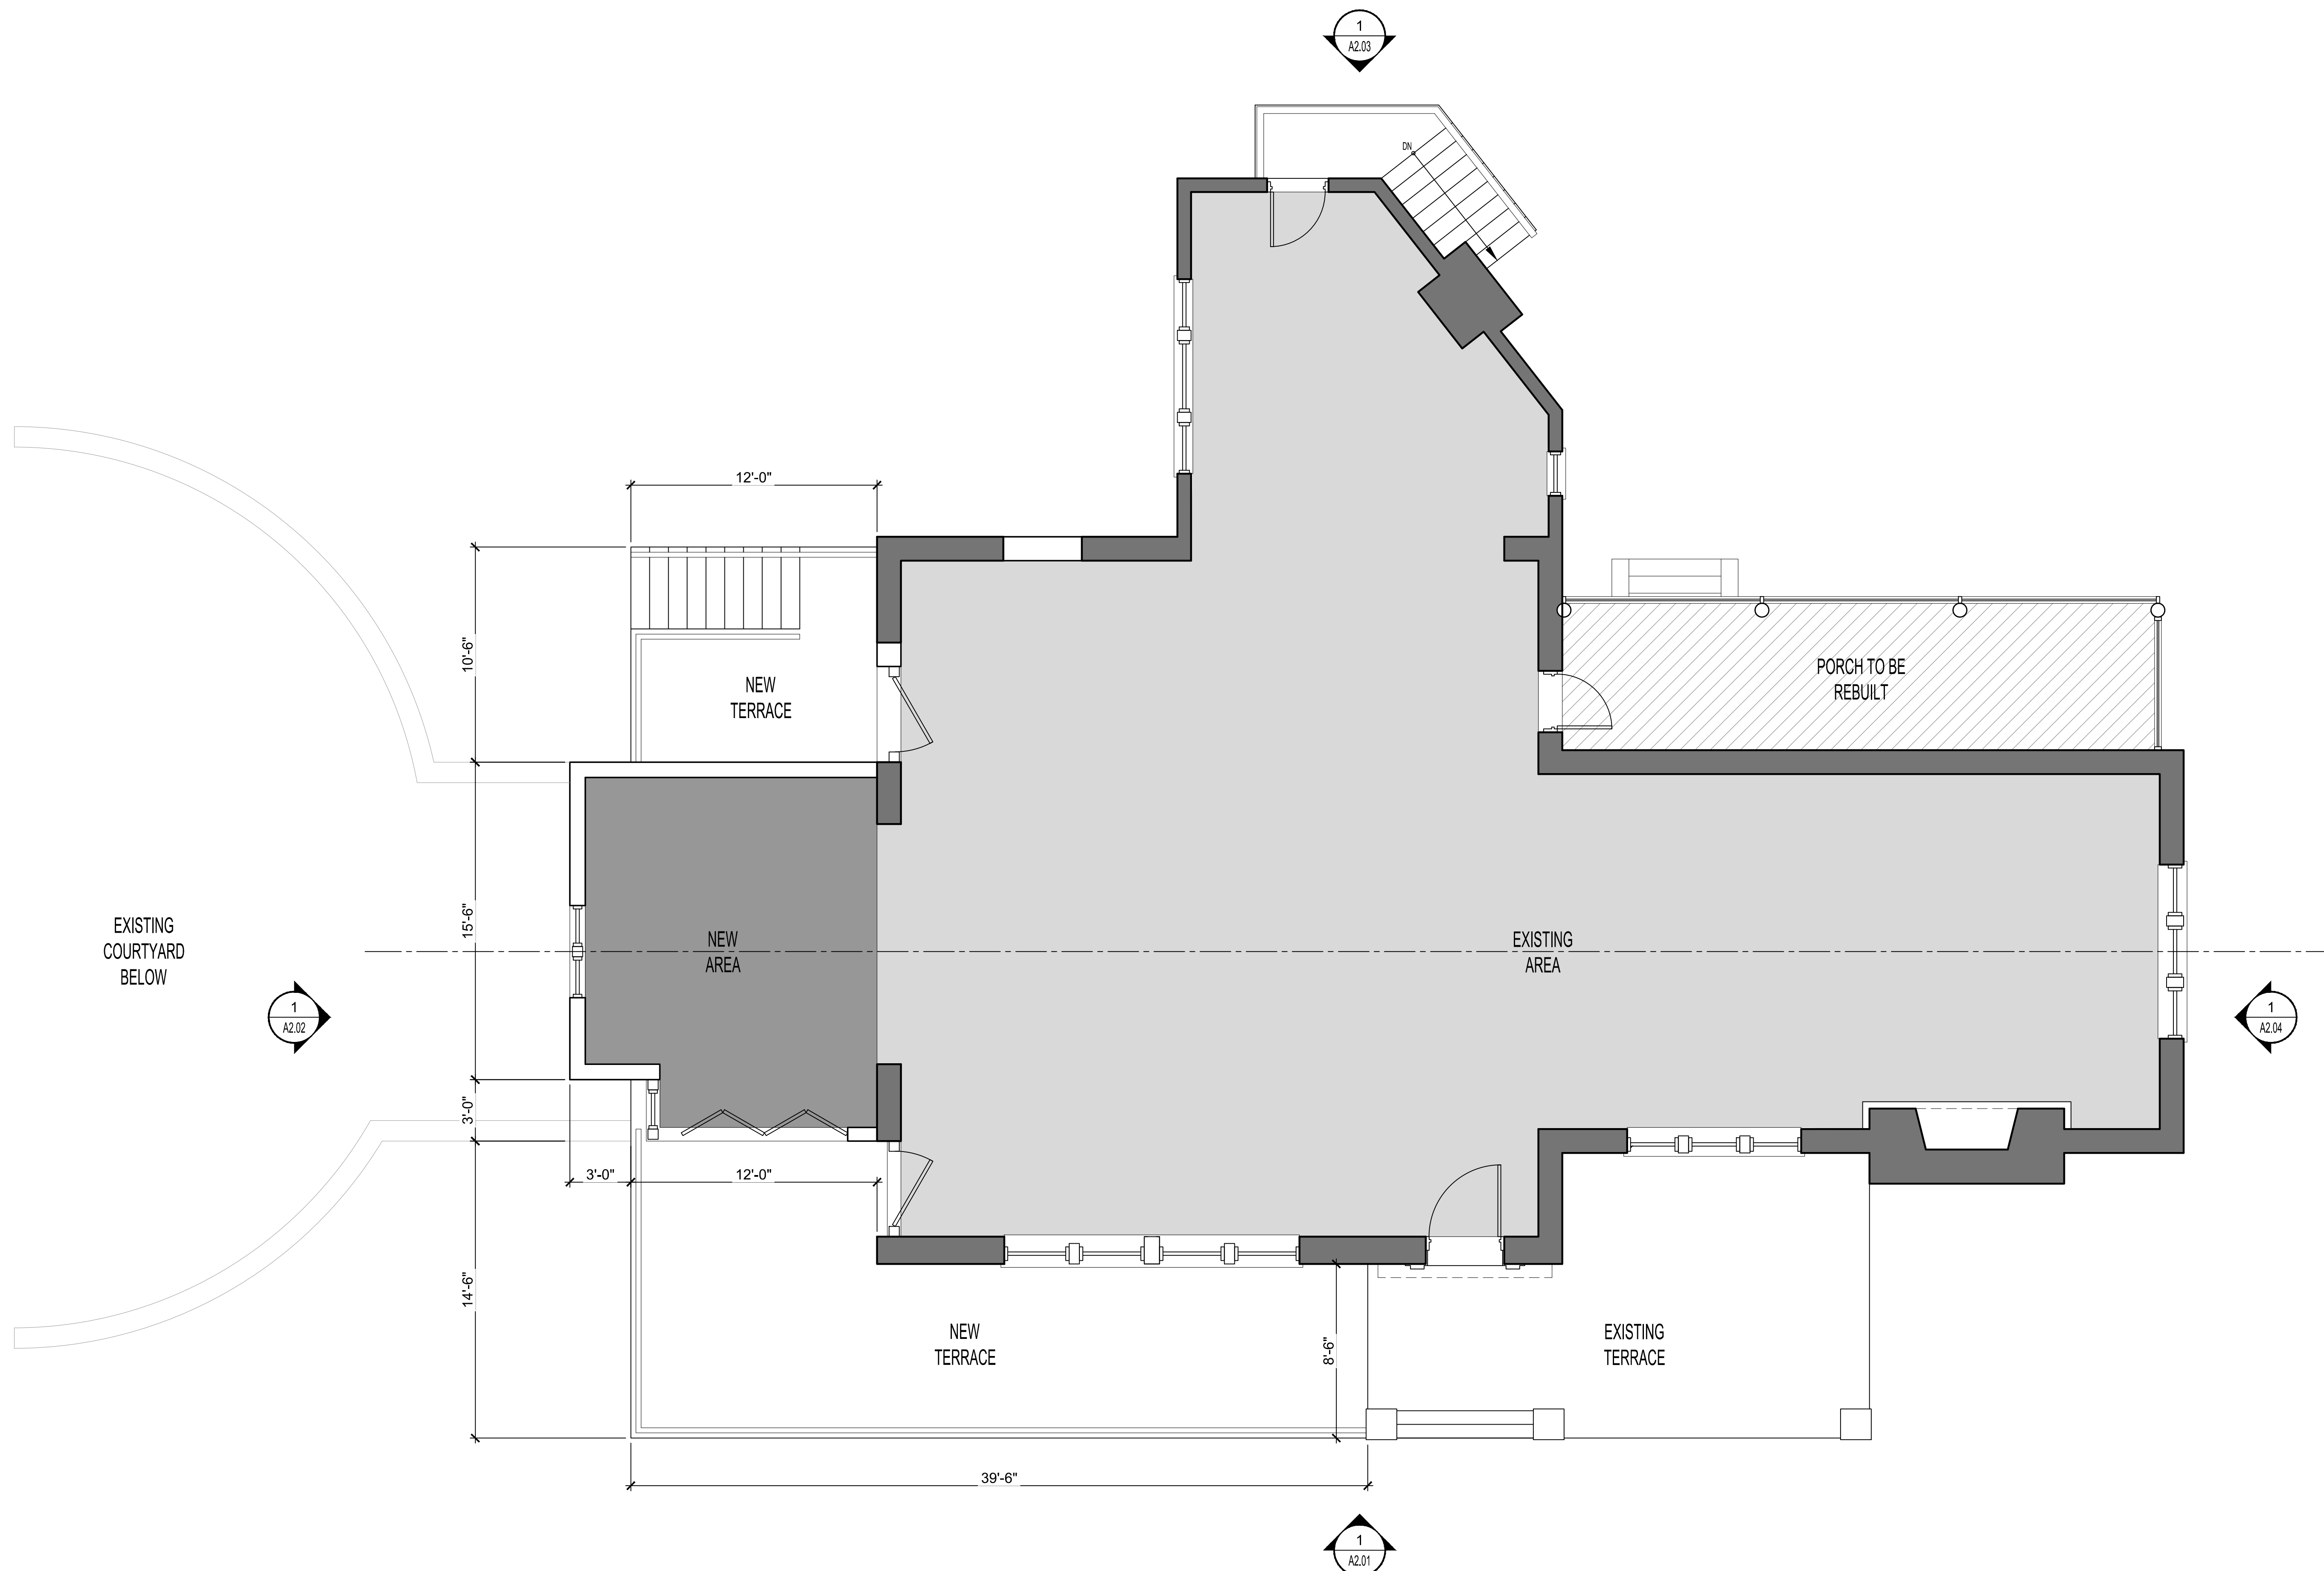 1
A2.03
DN
12'-0"
10'-6"
NEW
TERRACE
PORCH TO BE
REBUILT
EXISTING
COURTYARD
BELOW
15'-6"
NEW
AREA
EXISTING
AREA
1
A2.02
1
A2.04
3'-0"
3'-0"
12'-0"
14'-6"
NEW
TERRACE
8'-6"
EXISTING
TERRACE
39'-6"
1
A2.01